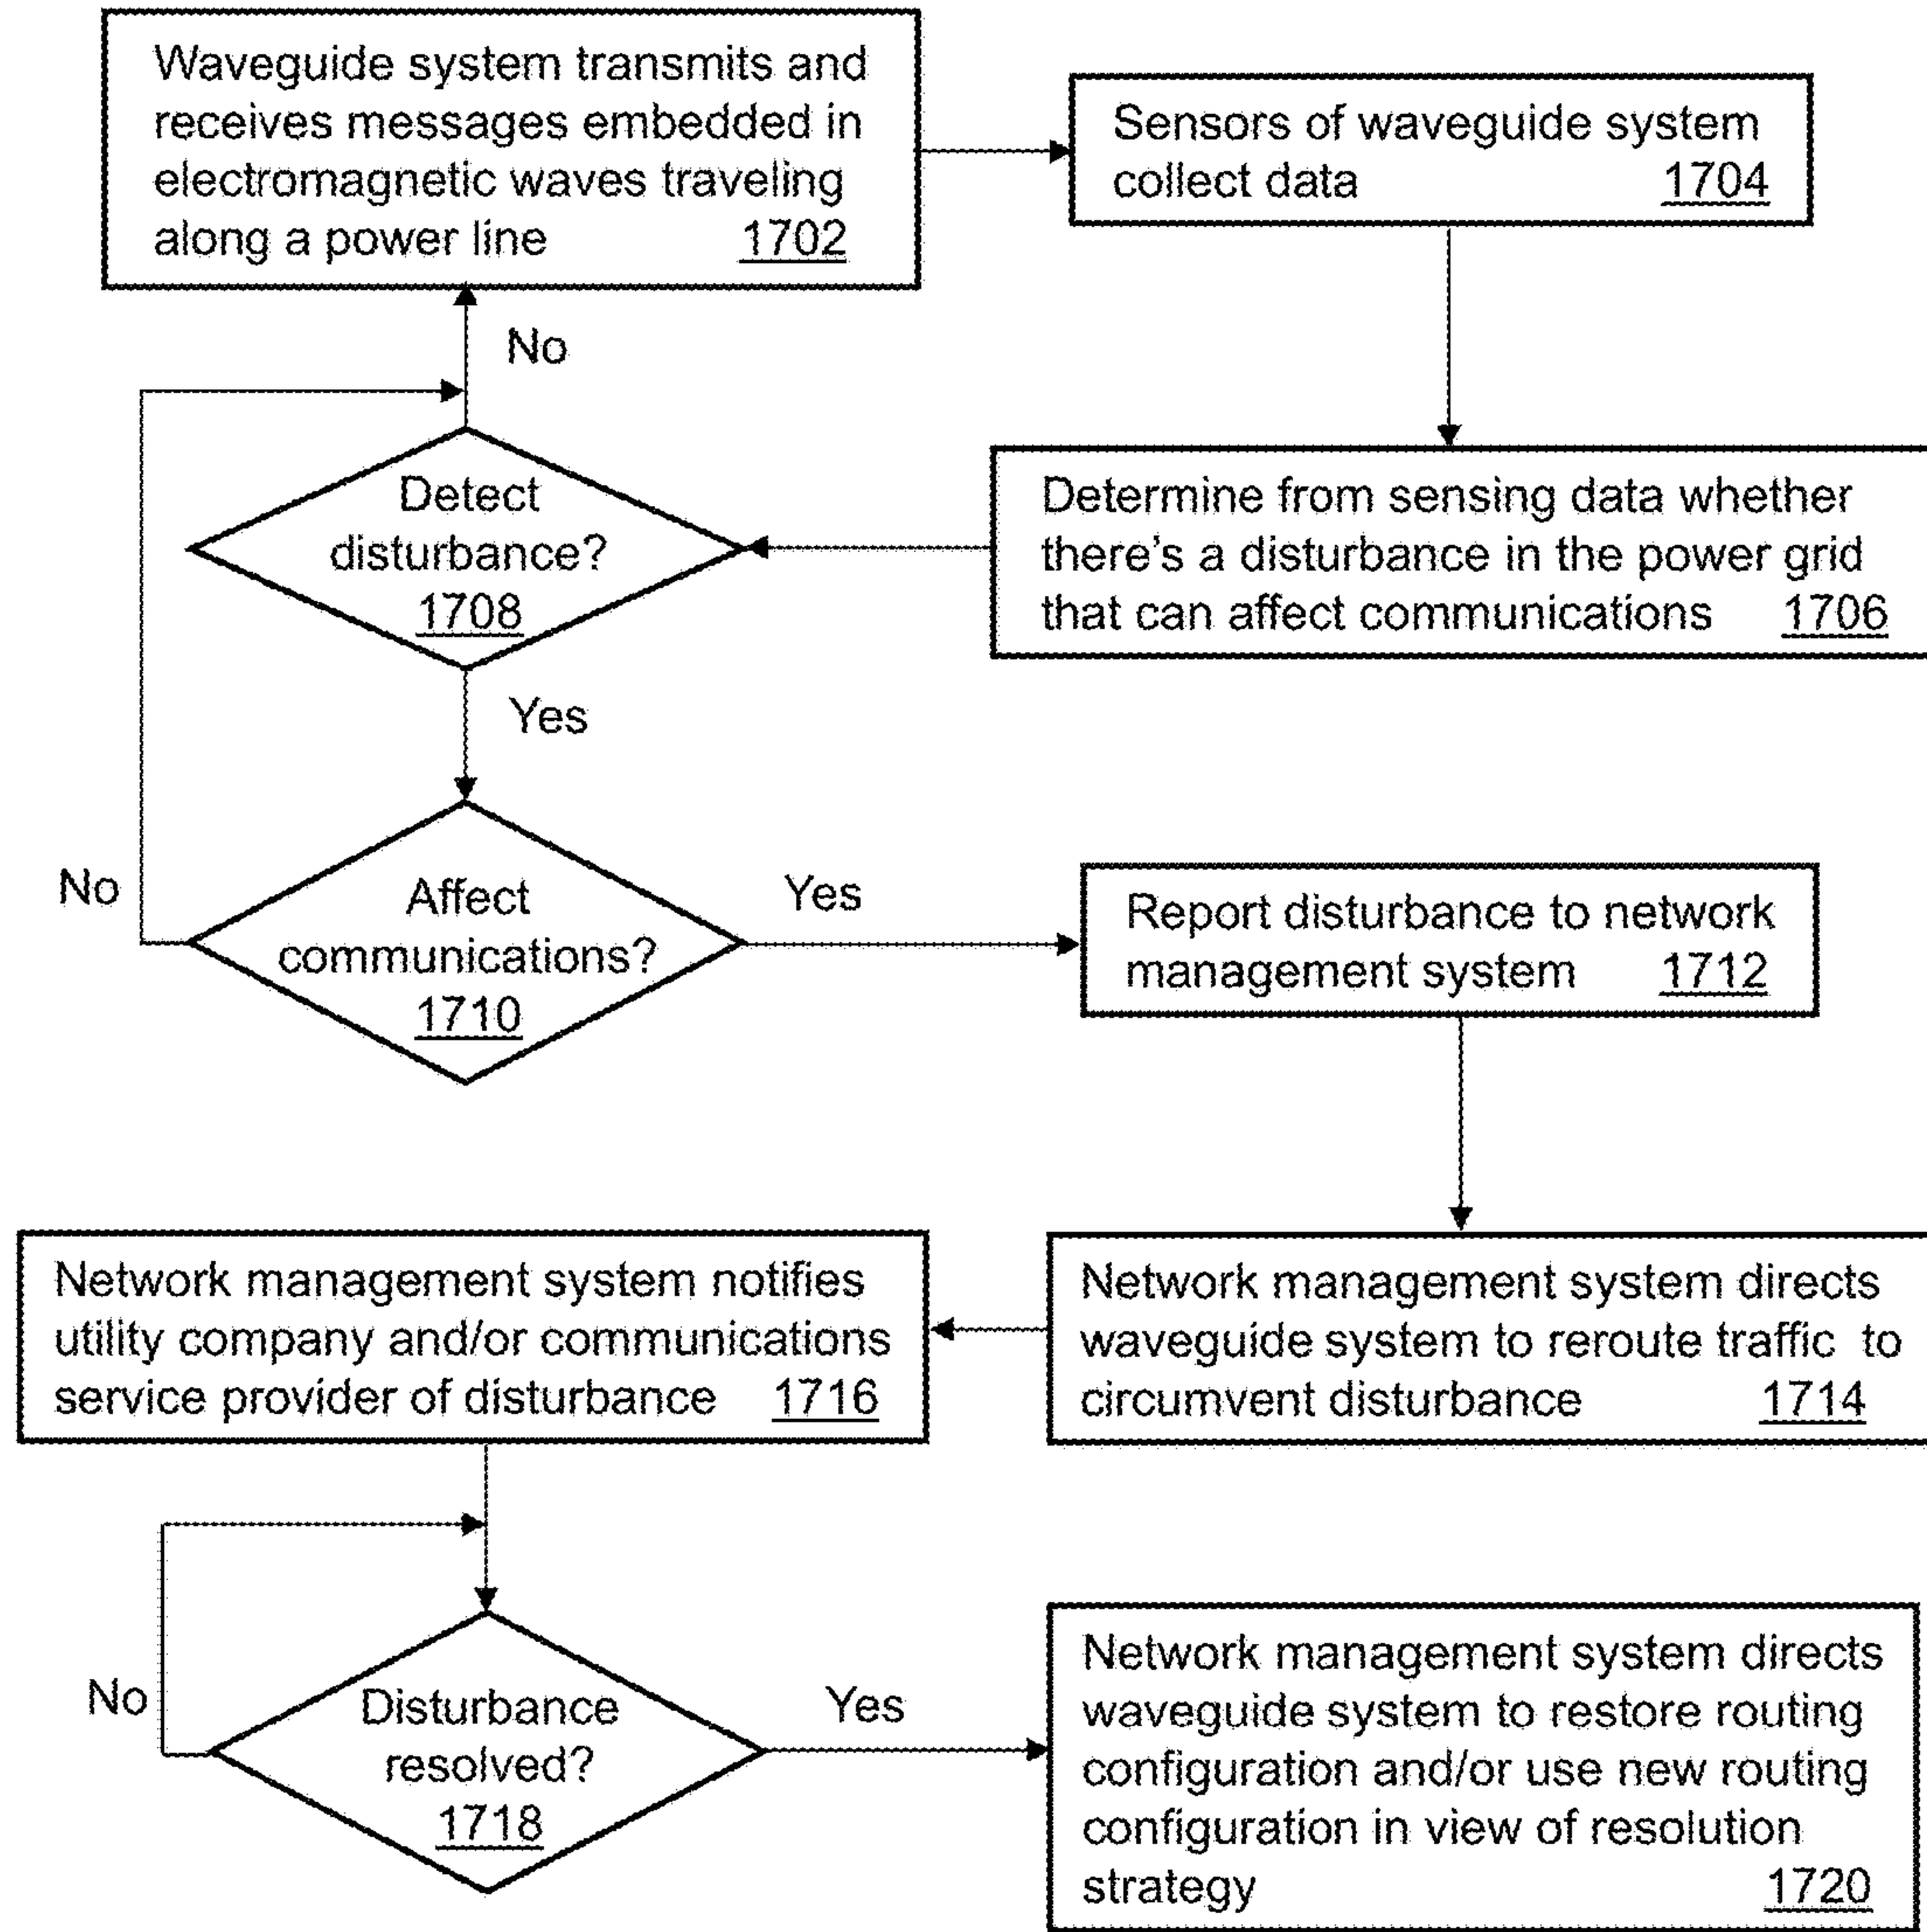 Waveguide system transmits and
receives messages embedded in
electromagnetic waves traveling
along a power line 1702
Sensors of waveguide system
collect data 1704
Determine from sensing data whether
there's a disturbance in the power grid
that can affect communications 1706
No
Detect
disturbance?
1708
Yes
No
Affect
communications?
1710
Yes
Report disturbance to network
management system 1712
Network management system directs
waveguide system to reroute traffic to
circumvent disturbance 1714
Network management system notifies
utility company and/or communications
service provider of disturbance 1716
No
Disturbance
resolved?
1718
Yes
Network management system directs
waveguide system to restore routing
configuration and/or use new routing
configuration in view of resolution
strategy 1720